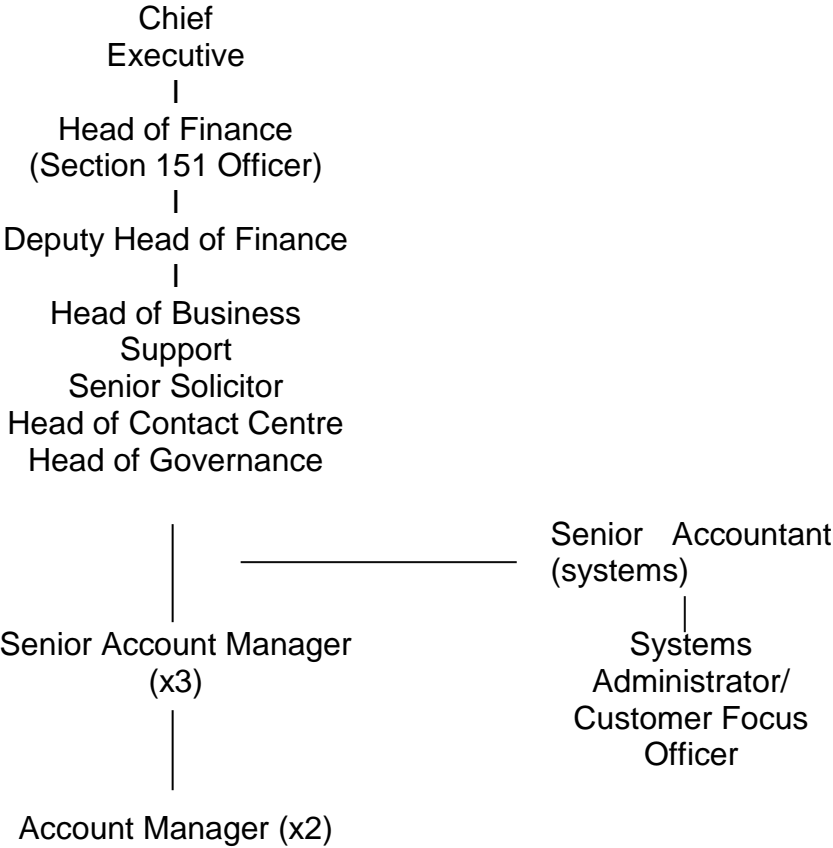 Chief
Executive
I
Head of Finance
(Section 151 Officer)
I
Deputy Head of Finance
I
Head of Business
Support
Senior Solicitor
Head of Contact Centre
Head of Governance
Senior Accountant
(systems)
Senior Account Manager
(x3)
Systems
Administrator/
Customer Focus
Officer
Account Manager (x2)